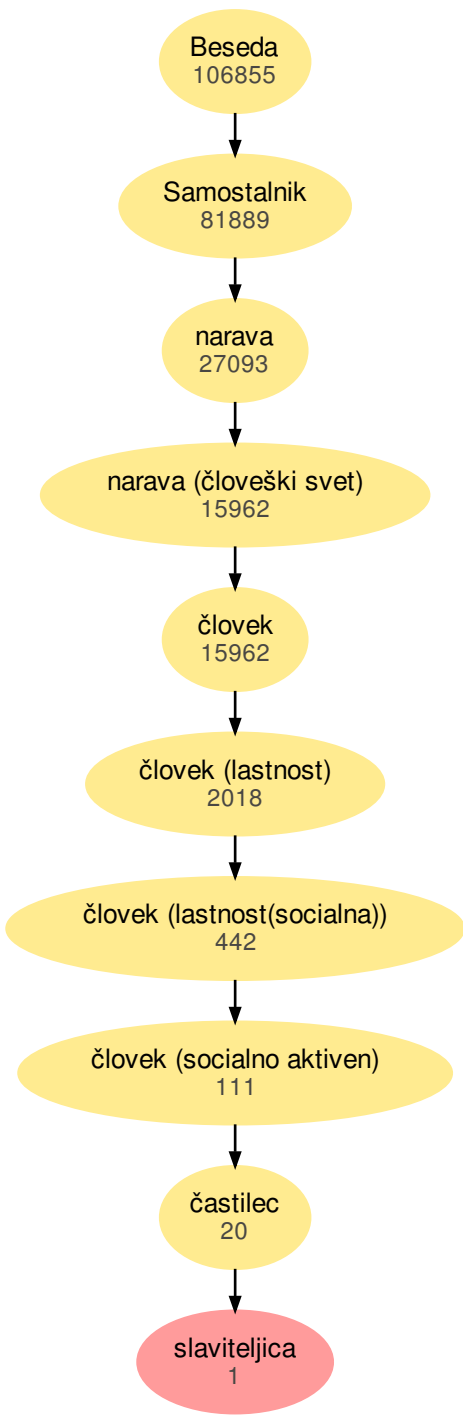 Beseda
106855
Samostalnik
81889
narava
27093
narava (človeški svet)
15962
človek
15962
človek (lastnost)
2018
človek (lastnost(socialna))
442
človek (socialno aktiven)
111
častilec
20
slaviteljica
1